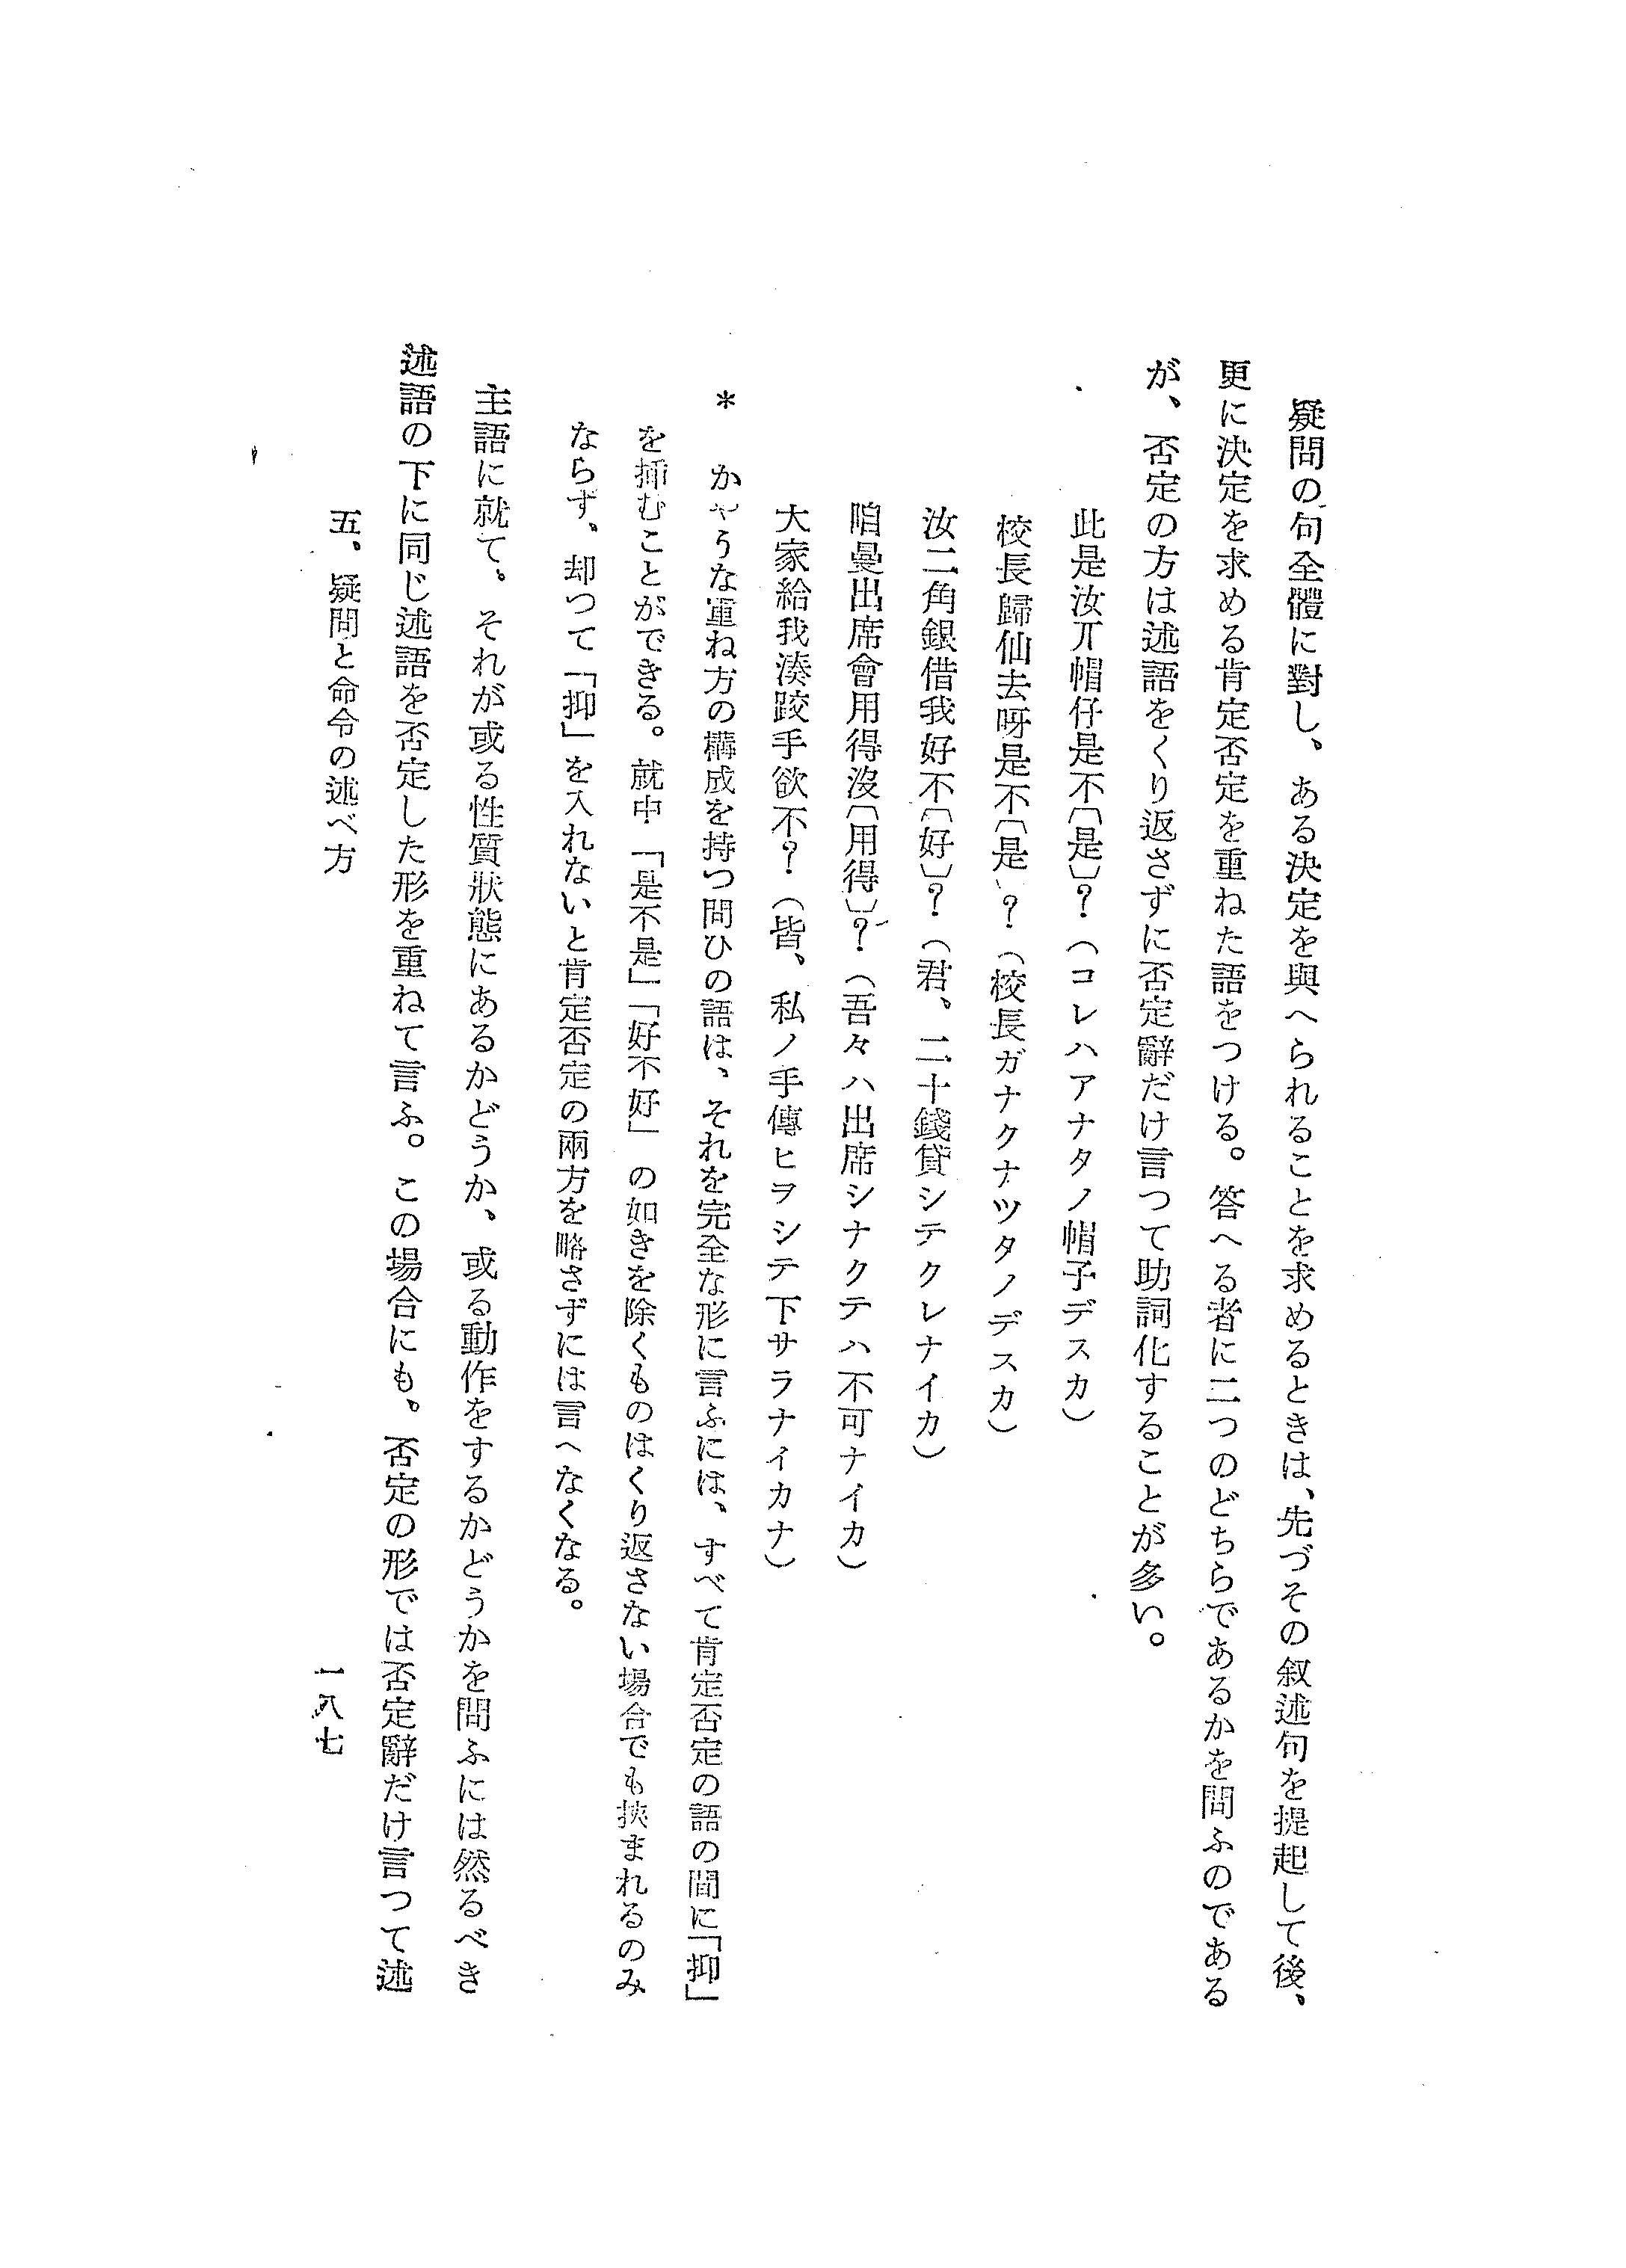 疑問の句全體に對し、ある決定を與へられることを求めるときは、先づその叙述句を提起して後、
更に決定を求める肯定否定を重ねた語をつける。答へる者に二つのどちらであるかを問ふのである
が、否定の方は述語をくり返さずに否定辭だけ言つて助詞化することが多い。
此是汝丌帽仔是不〔是〕？（コレハアナタノ帽子デスカ）
校長歸仙去呀是不〔是〕？（校長ガナクナツタノデスカ）
汝二角銀借我好不〔好〕？（君、二十錢貸シテクレナイカ）
咱曼出席會用得沒〔用得〕？（吾々ハ出席シナクテハ不可ナイカ）
大家給我湊跤手欲不？（皆、私ノ手傳ヒヲシテ下サラナイカナ）
＊　かやうな重ね方の構成を持つ問ひの語は、それを完全な形に言ふには、すべて肯定否定の語の間に「抑」
を挿むことができる。就中「是不是」「好不好」の如きを除くものはくり返さない場合でも挾まれるのみ
ならず、却つて「抑」を入れないと肯定否定の兩方を略さずには言へなくなる。
主語に就て。それが或る性質狀態にあるかどうか、或る動作をするかどうかを問ふには然るべき
述語の下に同じ述語を否定した形を重ねて言ふ。この場合にも、否定の形では否定辭だけ言つて述
五、疑問と命令の述べ方
一八七